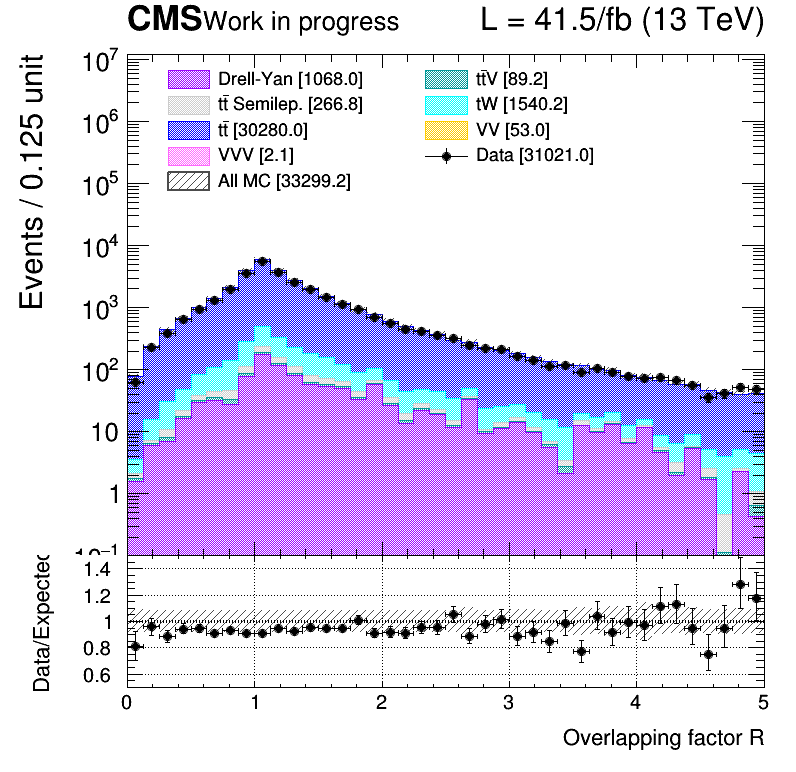 CMS Work in progress L = 41.5/fb (13 TeV)
Events / 0.125 unit
10⁷
10⁶
10⁵
10⁴
10³
10²
10
1
10⁻¹
Drell-Yan [1068.0]
tt̄ Semilep. [266.8]
tt̄ [30280.0]
VVV [2.1]
All MC [33299.2]
tt̄V [89.2]
tW [1540.2]
VV [53.0]
Data [31021.0]
Data/Expected
1.4
1.2
1
0.8
0.6
0 1 2 3 4 5
Overlapping factor R